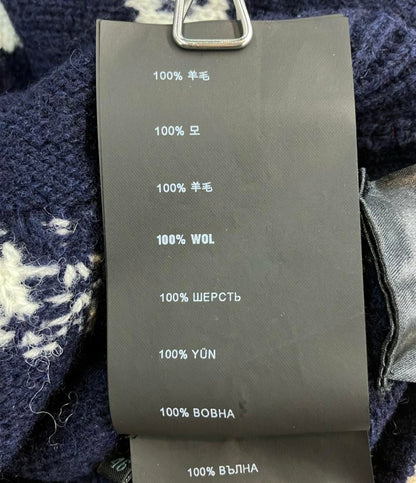 100% 羊毛
100% 모
100% 羊毛
100% WOL
100% ШЕРСТЬ
100% YÜN
100% ВОВНА
100% ВЪЛНА